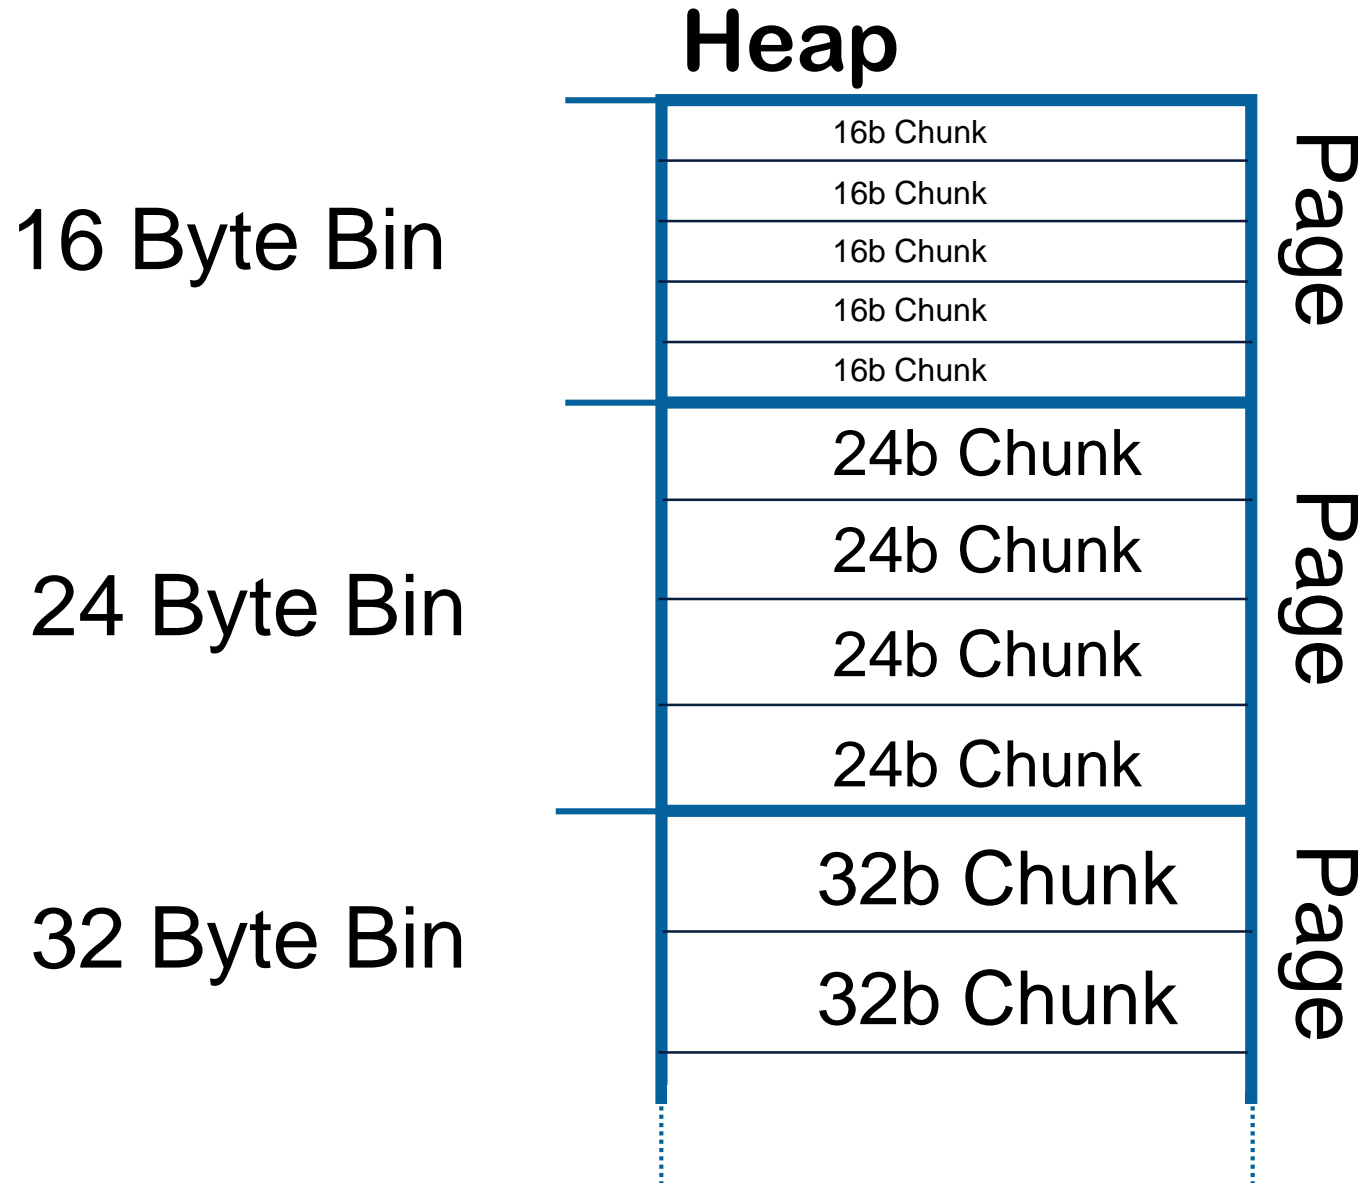 Heap
16 Byte Bin
16b Chunk
16b Chunk
16b Chunk
16b Chunk
16b Chunk
Page
24 Byte Bin
24b Chunk
24b Chunk
24b Chunk
24b Chunk
Page
32 Byte Bin
32b Chunk
32b Chunk
Page